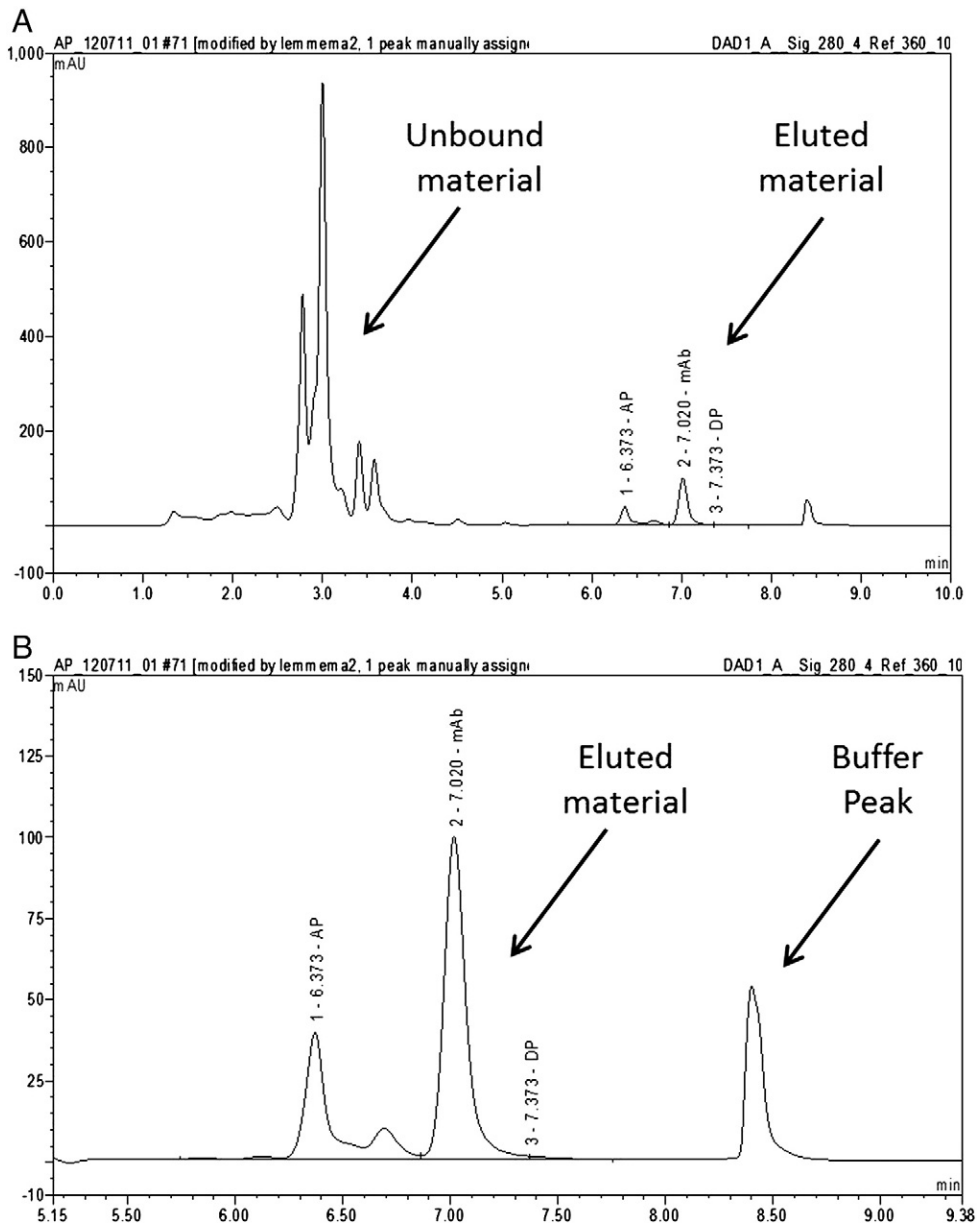 A
AP_120711_01 #71 [modified by lemmema2, 1 peak manually assigne
DAD1_A_Sig_280_4_Ref_360_10
1,000
mAU
800
600
400
200
-100
Unbound
material
Eluted
material
1 - 6.373 - AP
2 - 7.020 - mAb
3 - 7.373 - DP
min
0.0 1.0 2.0 3.0 4.0 5.0 6.0 7.0 8.0 9.0 10.0
B
AP_120711_01 #71 [modified by lemmema2, 1 peak manually assigne
DAD1_A_Sig_280_4_Ref_360_10
150
mAU
125
100
75
50
25
-10
Eluted
material
Buffer
Peak
1 - 6.373 - AP
2 - 7.020 - mAb
3 - 7.373 - DP
min
5.15 5.50 6.00 6.50 7.00 7.50 8.00 8.50 9.00 9.38